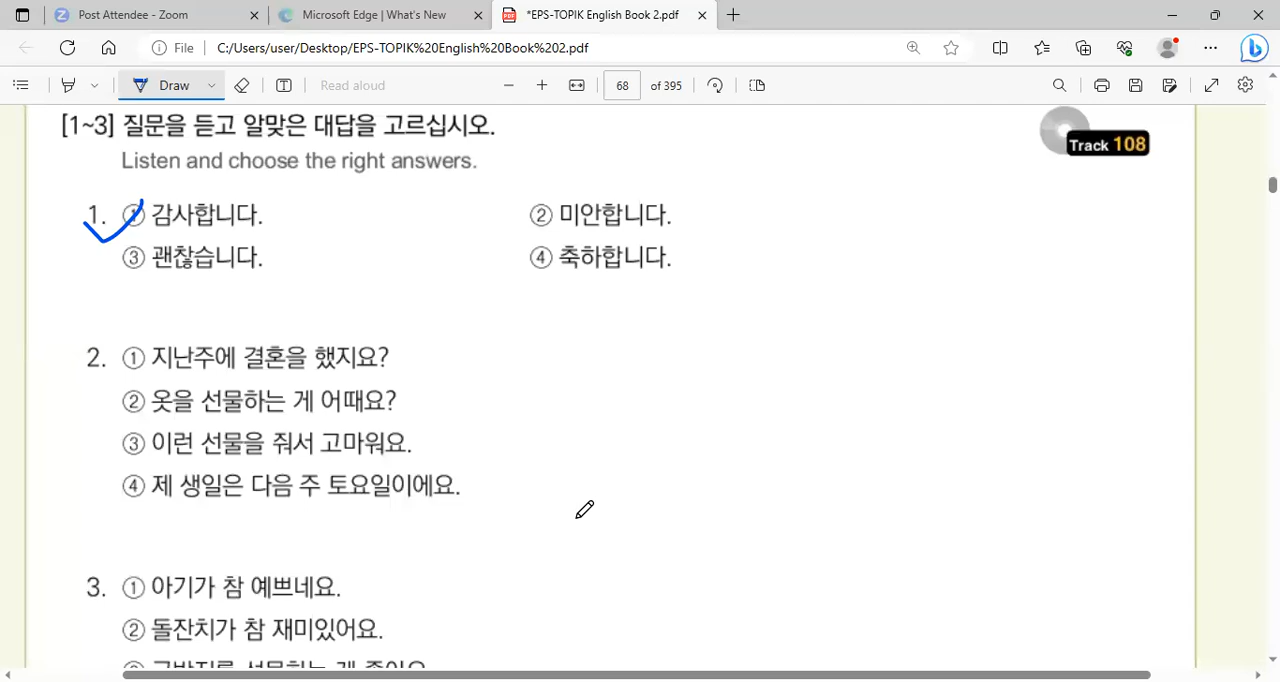 Post Attendee - Zoom
Microsoft Edge | What's New
*EPS-TOPIK English Book 2.pdf
File
C:/Users/user/Desktop/EPS-TOPIK%20English%20Book%202.pdf
Draw
Read aloud
68
of 395
[1~3] 질문을 듣고 알맞은 대답을 고르십시오.
Track 108
Listen and choose the right answers.
1. ① 감사합니다. ② 미안합니다.
③ 괜찮습니다. ④ 축하합니다.
2. ① 지난주에 결혼을 했지요?
② 옷을 선물하는 게 어때요?
③ 이런 선물을 줘서 고마워요.
④ 제 생일은 다음 주 토요일이에요.
3. ① 아기가 참 예쁘네요.
② 돌잔치가 참 재미있어요.